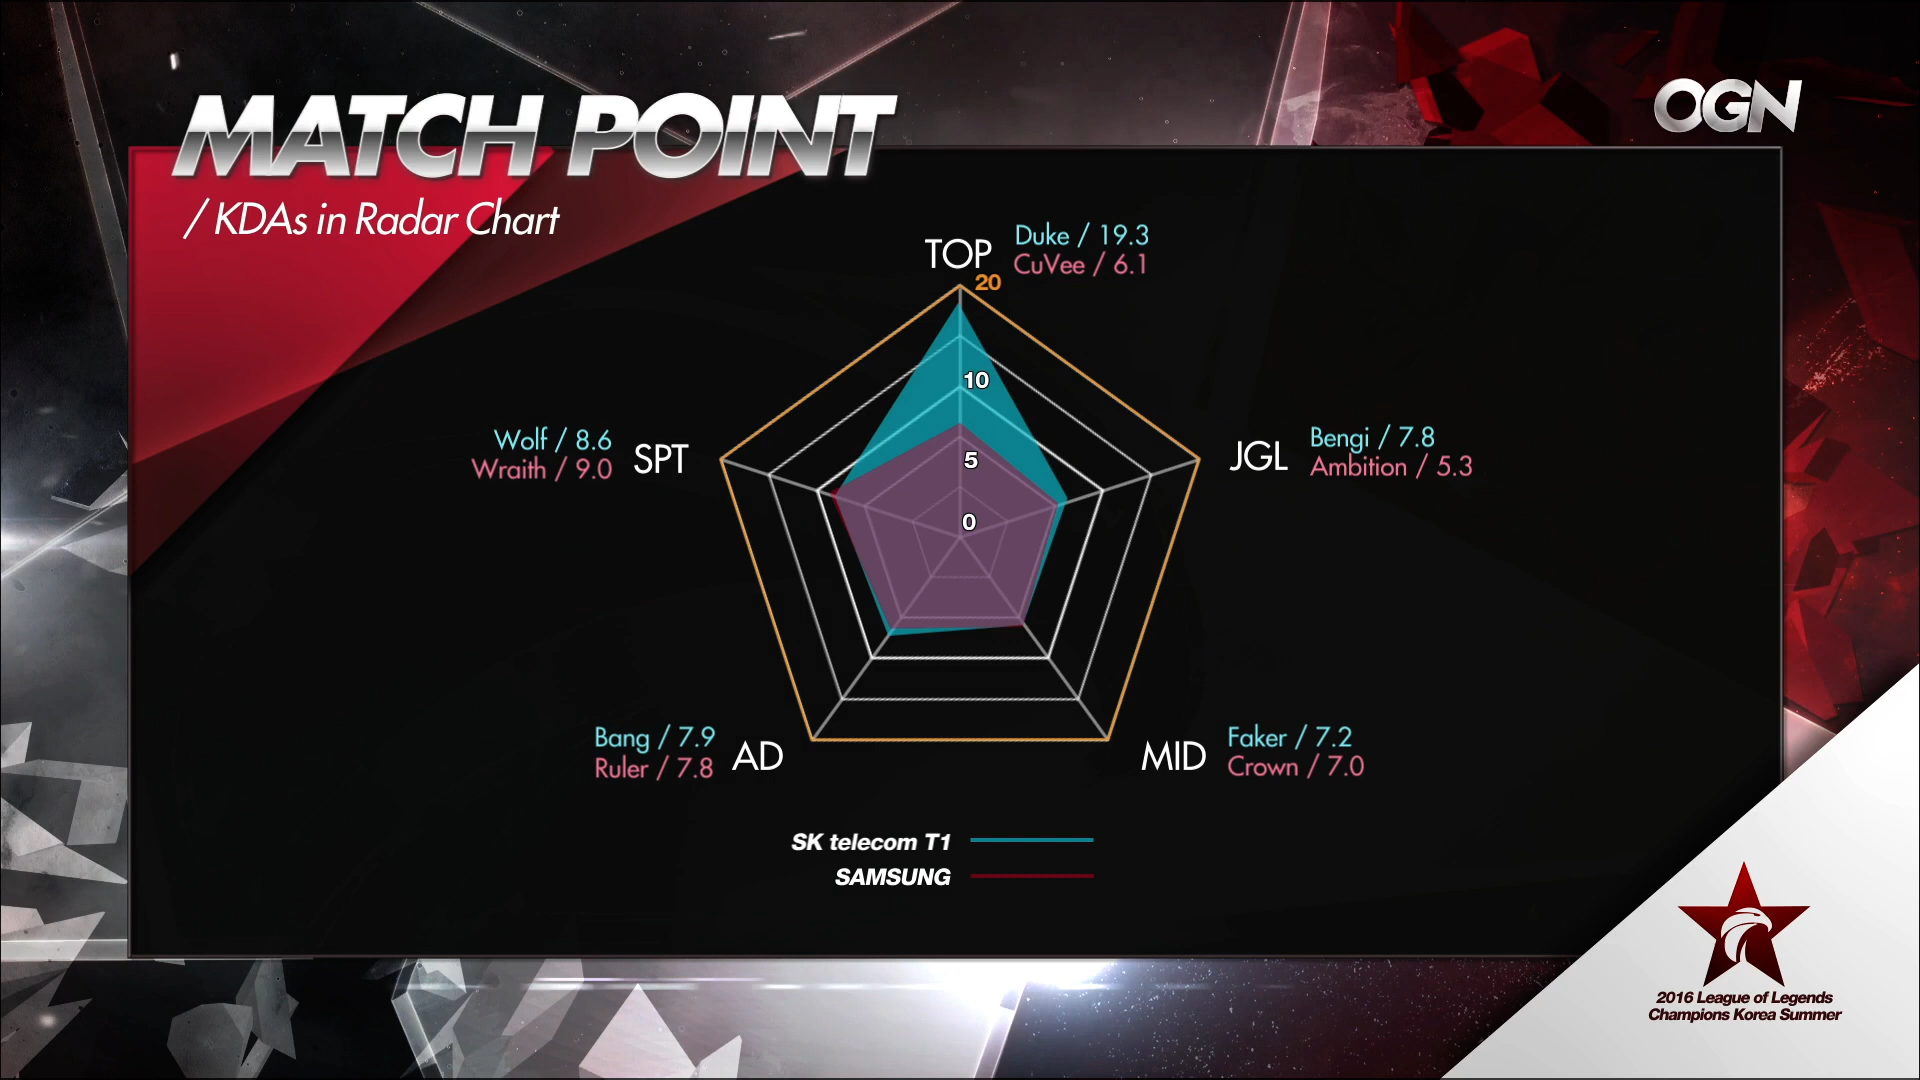 MATCH POINT
/ KDAs in Radar Chart
OGN
TOP
Duke / 19.3
CuVee / 6.1
20
10
5
0
Wolf / 8.6
Wraith / 9.0
SPT
JGL
Bengi / 7.8
Ambition / 5.3
Bang / 7.9
Ruler / 7.8
AD
MID
Faker / 7.2
Crown / 7.0
SK telecom T1
SAMSUNG
2016 League of Legends
Champions Korea Summer